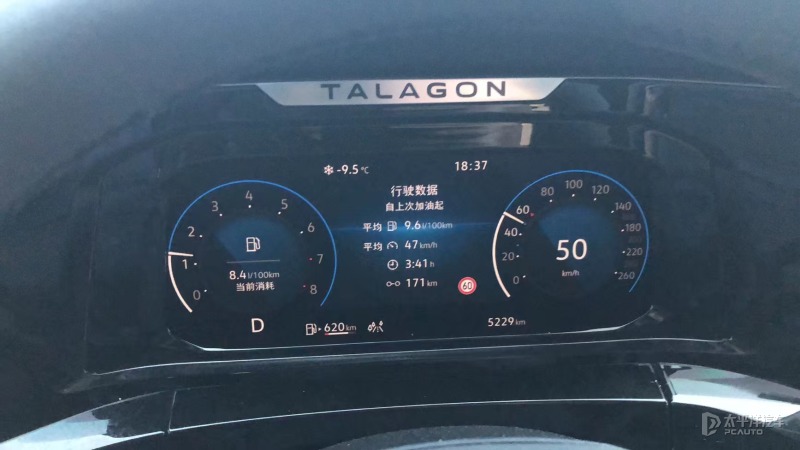 TALAGON
-9.5℃
18:37
行驶数据
自上次加油起
平均 9.6 l/100km
平均 47 km/h
3:41 h
171 km
60
0 1 2 3 4 5 6 7 8
8.4 l/100km
当前消耗
0 20 40 60 80 100 120 140 180 220 260
50
km/h
D
620 km
5229 km
太平洋汽车
PCAUTO